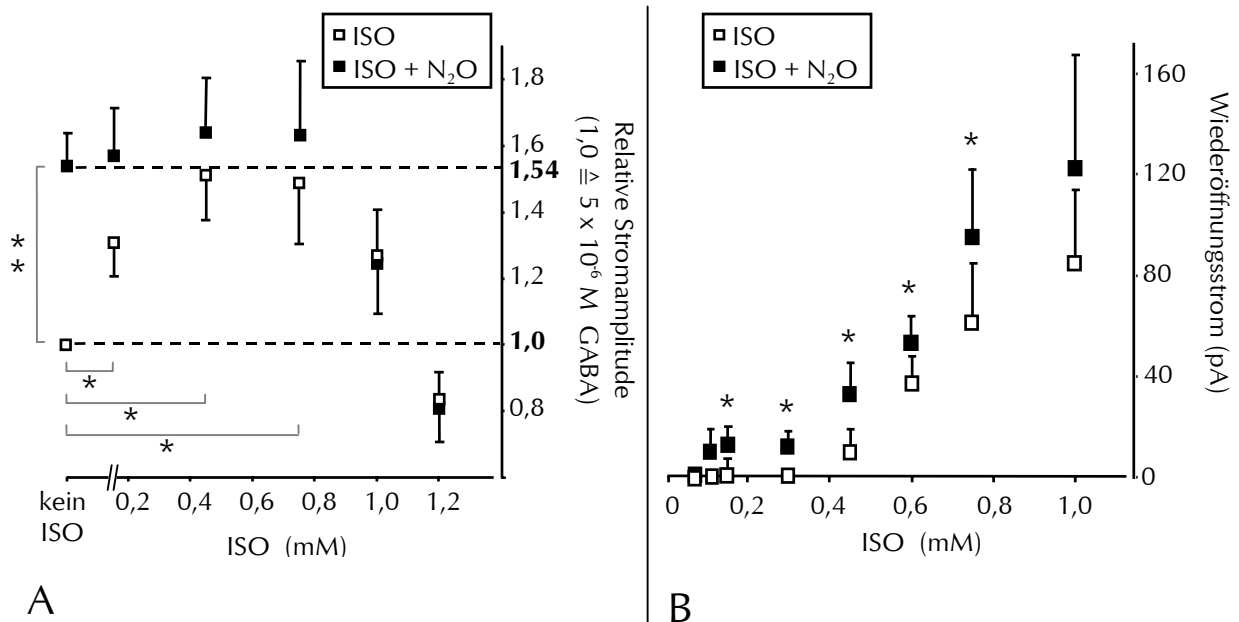 ISO
ISO + N₂O
1,8
1,6
1,54
1,4
1,2
1,0
0,8
Relative Stromamplitude
(1,0 ≙ 5 x 10⁻⁶ M GABA)
* *
*
*
*
kein ISO
0,2
0,4
0,6
0,8
1,0
1,2
ISO (mM)
A
ISO
ISO + N₂O
160
120
80
40
0
Wiederöffnungsstrom (pA)
*
*
*
*
*
0
0,2
0,4
0,6
0,8
1,0
ISO (mM)
B